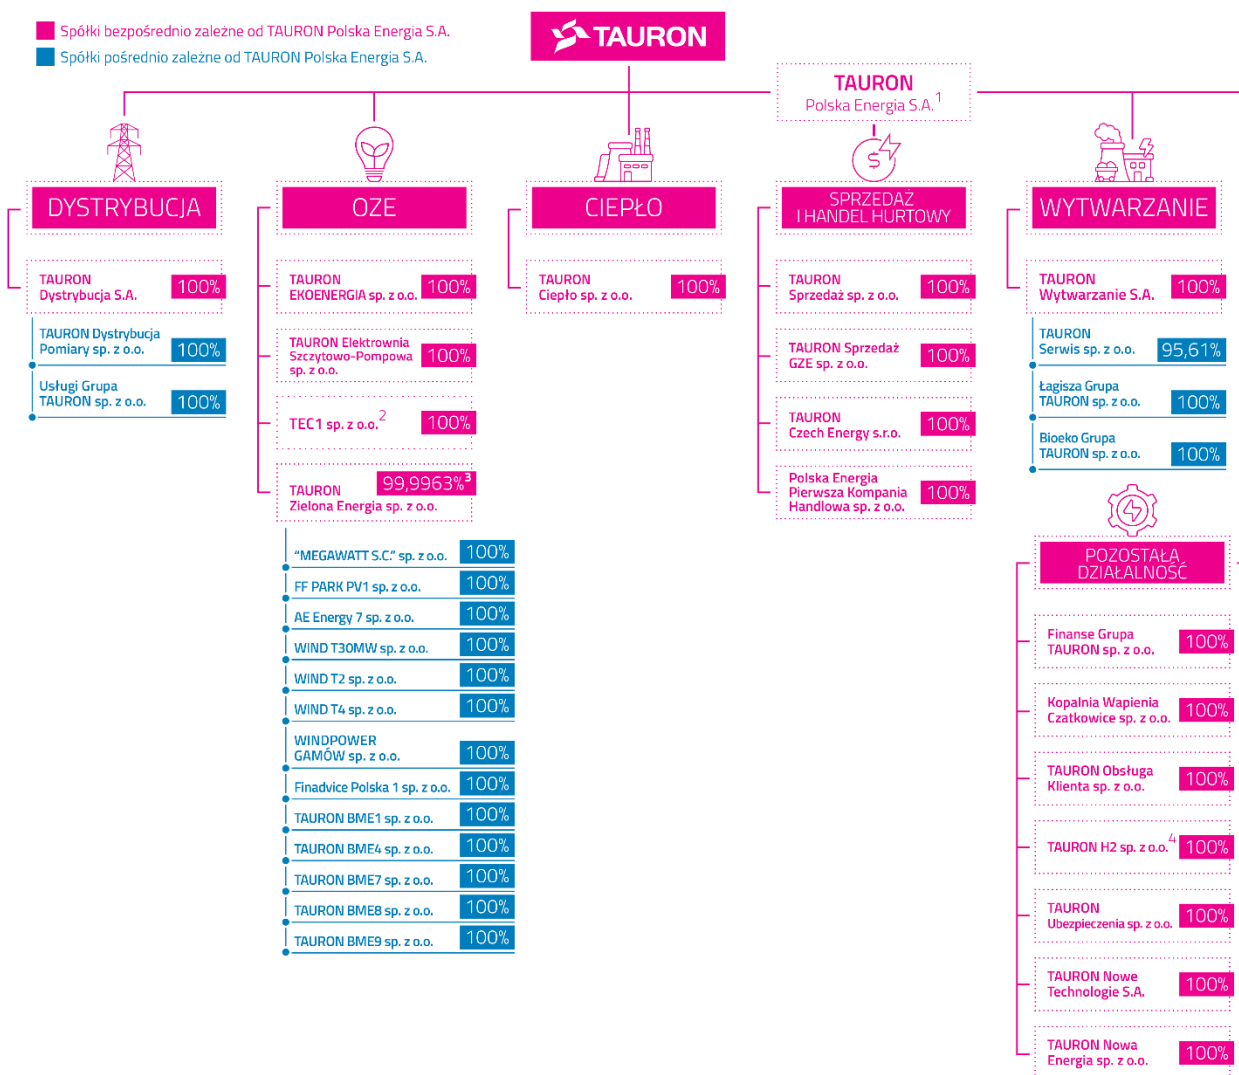 Spółki bezpośrednio zależne od TAURON Polska Energia S.A.
Spółki pośrednio zależne od TAURON Polska Energia S.A.
TAURON
TAURON
Polska Energia S.A.1
DYSTRYBUCJA
TAURON
Dystrybucja S.A.
100%
TAURON Dystrybucja
Pomiary sp. z o.o.
100%
Usługi Grupa
TAURON sp. z o.o.
100%
OZE
TAURON
EKOENERGIA sp. z o.o.
100%
TAURON Elektrownia
Szczytowo-Pompowa
sp. z o.o.
100%
TEC1 sp. z o.o.2
100%
TAURON
Zielona Energia sp. z o.o.
99,9963%3
"MEGAWATT S.C." sp. z o.o.
100%
FF PARK PV1 sp. z o.o.
100%
AE Energy 7 sp. z o.o.
100%
WIND T30MW sp. z o.o.
100%
WIND T2 sp. z o.o.
100%
WIND T4 sp. z o.o.
100%
WINDPOWER
GAMÓW sp. z o.o.
100%
Finadvice Polska 1 sp. z o.o.
100%
TAURON BME1 sp. z o.o.
100%
TAURON BME4 sp. z o.o.
100%
TAURON BME7 sp. z o.o.
100%
TAURON BME8 sp. z o.o.
100%
TAURON BME9 sp. z o.o.
100%
CIEPŁO
TAURON
Ciepło sp. z o.o.
100%
SPRZEDAŻ
I HANDEL HURTOWY
TAURON
Sprzedaż sp. z o.o.
100%
TAURON Sprzedaż
GZE sp. z o.o.
100%
TAURON
Czech Energy s.r.o.
100%
Polska Energia
Pierwsza Kompania
Handlowa sp. z o.o.
100%
WYTWARZANIE
TAURON
Wytwarzanie S.A.
100%
TAURON
Serwis sp. z o.o.
95,61%
Łagisza Grupa
TAURON sp. z o.o.
100%
Bioeko Grupa
TAURON sp. z o.o.
100%
POZOSTAŁA
DZIAŁALNOŚĆ
Finanse Grupa
TAURON sp. z o.o.
100%
Kopalnia Wapienia
Czatkowice sp. z o.o.
100%
TAURON Obsługa
Klienta sp. z o.o.
100%
TAURON H2 sp. z o.o.4
100%
TAURON
Ubezpieczenia sp. z o.o.
100%
TAURON Nowe
Technologie S.A.
100%
TAURON Nowa
Energia sp. z o.o.
100%